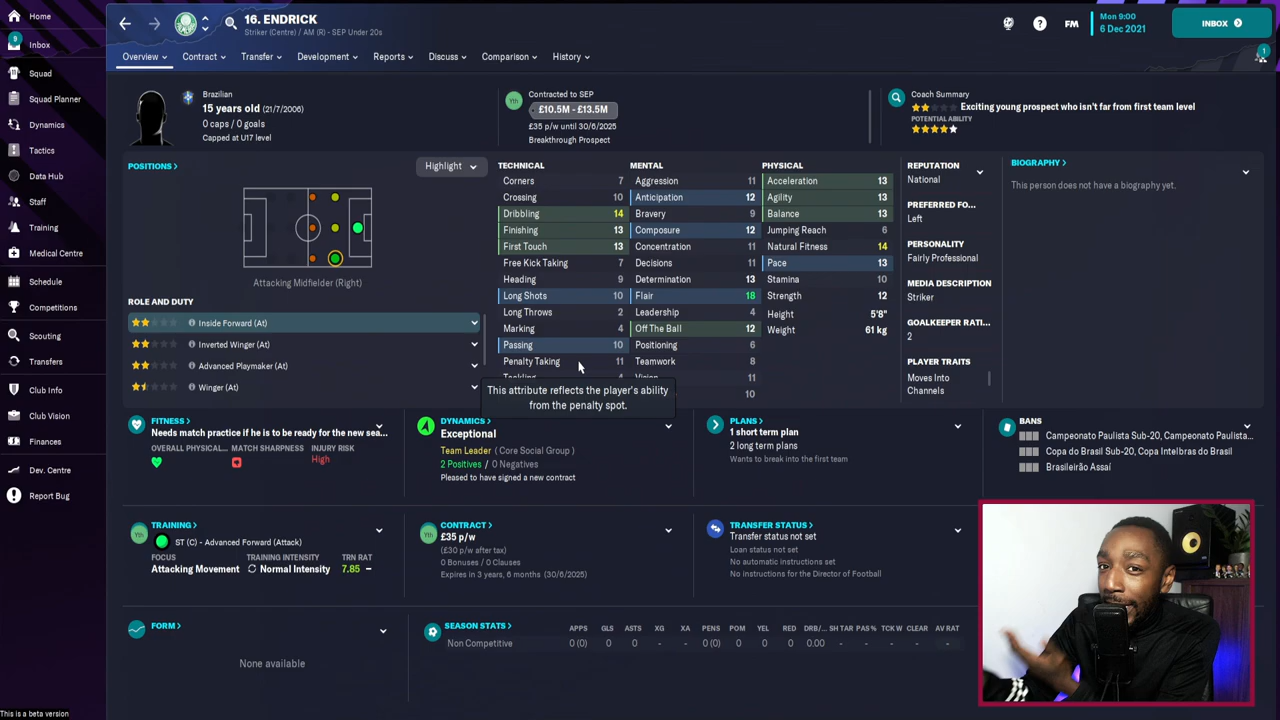 Home
9
Inbox
Squad
Squad Planner
Dynamics
Tactics
Data Hub
Staff
Training
Medical Centre
Schedule
Competitions
Scouting
Transfers
Club Info
Club Vision
Finances
Dev. Centre
Report Bug
This is a beta version
16. ENDRICK
Striker (Centre) / AM (R) - SEP Under 20s
FM
Mon 9:00
6 Dec 2021
INBOX
Overview
Contract
Transfer
Development
Reports
Discuss
Comparison
History
1
Brazilian
15 years old (21/7/2006)
0 caps / 0 goals
Capped at U17 level
Yth
Contracted to SEP
£10.5M - £13.5M
£35 p/w until 30/6/2025
Breakthrough Prospect
Coach Summary
Exciting young prospect who isn't far from first team level
POTENTIAL ABILITY
POSITIONS
Highlight
Attacking Midfielder (Right)
ROLE AND DUTY
Inside Forward (At)
Inverted Winger (At)
Advanced Playmaker (At)
Winger (At)
TECHNICAL
Corners 7
Crossing 10
Dribbling 14
Finishing 13
First Touch 13
Free Kick Taking 7
Heading 9
Long Shots 10
Long Throws 2
Marking 4
Passing 10
Penalty Taking 11
Tackling 4
This attribute reflects the player's ability
from the penalty spot.
MENTAL
Aggression 11
Anticipation 12
Bravery 9
Composure 12
Concentration 11
Decisions 11
Determination 13
Flair 18
Leadership 4
Off The Ball 12
Positioning 6
Teamwork 8
Vision 11
10
PHYSICAL
Acceleration 13
Agility 13
Balance 13
Jumping Reach 6
Natural Fitness 14
Pace 13
Stamina 10
Strength 12
Height 5'8"
Weight 61 kg
REPUTATION
National
PREFERRED FO...
Left
PERSONALITY
Fairly Professional
MEDIA DESCRIPTION
Striker
GOALKEEPER RATI...
2
PLAYER TRAITS
Moves Into
Channels
BIOGRAPHY
This person does not have a biography yet.
FITNESS
Needs match practice if he is to be ready for the new sea...
OVERALL PHYSICAL... MATCH SHARPNESS INJURY RISK
High
DYNAMICS
Exceptional
Team Leader ( Core Social Group )
2 Positives / 0 Negatives
Pleased to have signed a new contract
PLANS
1 short term plan
2 long term plans
Wants to break into the first team
BANS
Campeonato Paulista Sub-20, Campeonato Paulista...
Copa do Brasil Sub-20, Copa Intelbras do Brasil
Brasileirão Assaí
TRAINING
Yth
ST (C) - Advanced Forward (Attack)
FOCUS TRAINING INTENSITY TRN RAT
Attacking Movement Normal Intensity 7.85 –
CONTRACT
Yth
£35 p/w
(£30 p/w after tax)
0 Bonuses / 0 Clauses
Expires in 3 years, 6 months (30/6/2025)
TRANSFER STATUS
Transfer status not set
Loan status not set
No automatic instructions set
No instructions for the Director of Football
FORM
None available
SEASON STATS APPS GLS ASTS XG XA PENS POM YEL RED DRB/... SH TAR PAS % TCK W CLEAR AV RAT
Non Competitive 0 (0) 0 0 - - 0 (0) 0 0 0 0.00 - - - - -